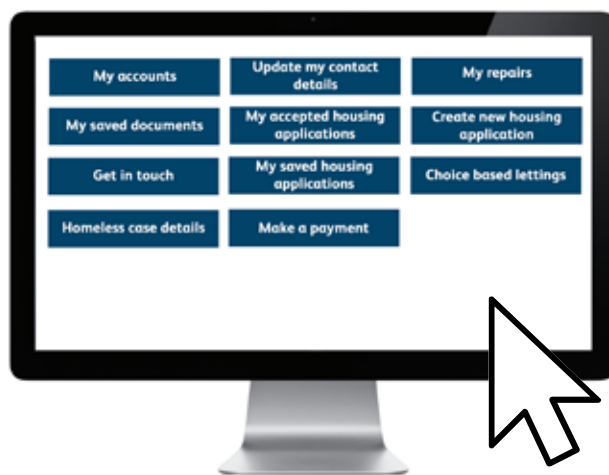 My accounts
Update my contact
details
My repairs
My saved documents
My accepted housing
applications
Create new housing
application
Get in touch
My saved housing
applications
Choice based lettings
Homeless case details
Make a payment